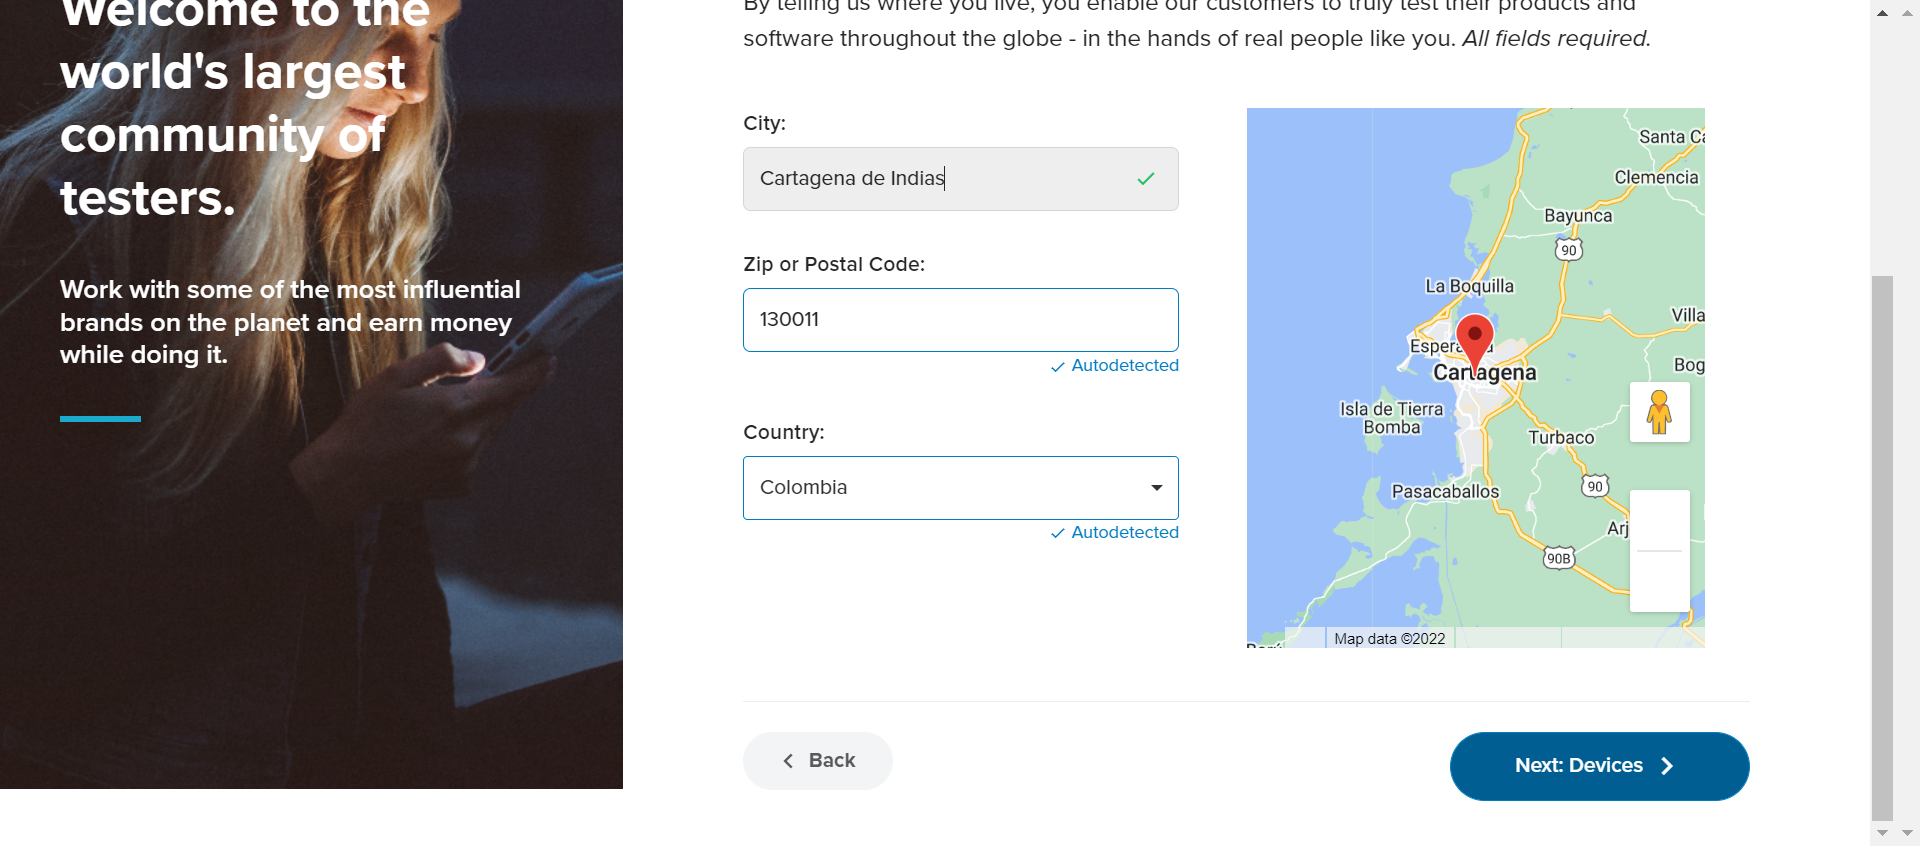 Welcome to the
world's largest
community of
testers.
Work with some of the most influential
brands on the planet and earn money
while doing it.
By telling us where you live, you enable our customers to truly test their products and
software throughout the globe - in the hands of real people like you. All fields required.
City:
Cartagena de Indias
Zip or Postal Code:
130011
Autodetected
Country:
Colombia
Autodetected
Santa Ca
Clemencia
Bayunca
90
La Boquilla
Villa
Cartagena
Bog
Isla de Tierra
Bomba
Turbaco
90
Pasacaballos
Arj
90B
Map data ©2022
Back
Next: Devices